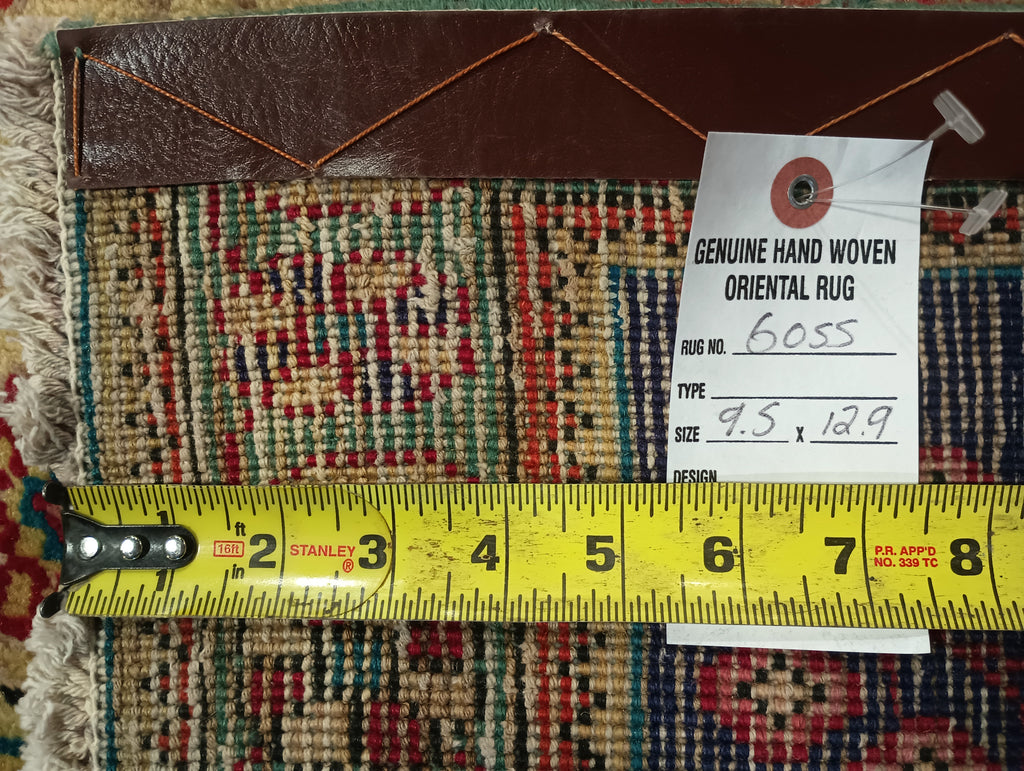 GENUINE HAND WOVEN
ORIENTAL RUG
RUG NO. 6055
TYPE
SIZE 9.5 X 12.9
DESIGN
1 ft 2 3 4 5 6 7 8
16ft STANLEY ® P.R. APP'D
in NO. 339 TC
1